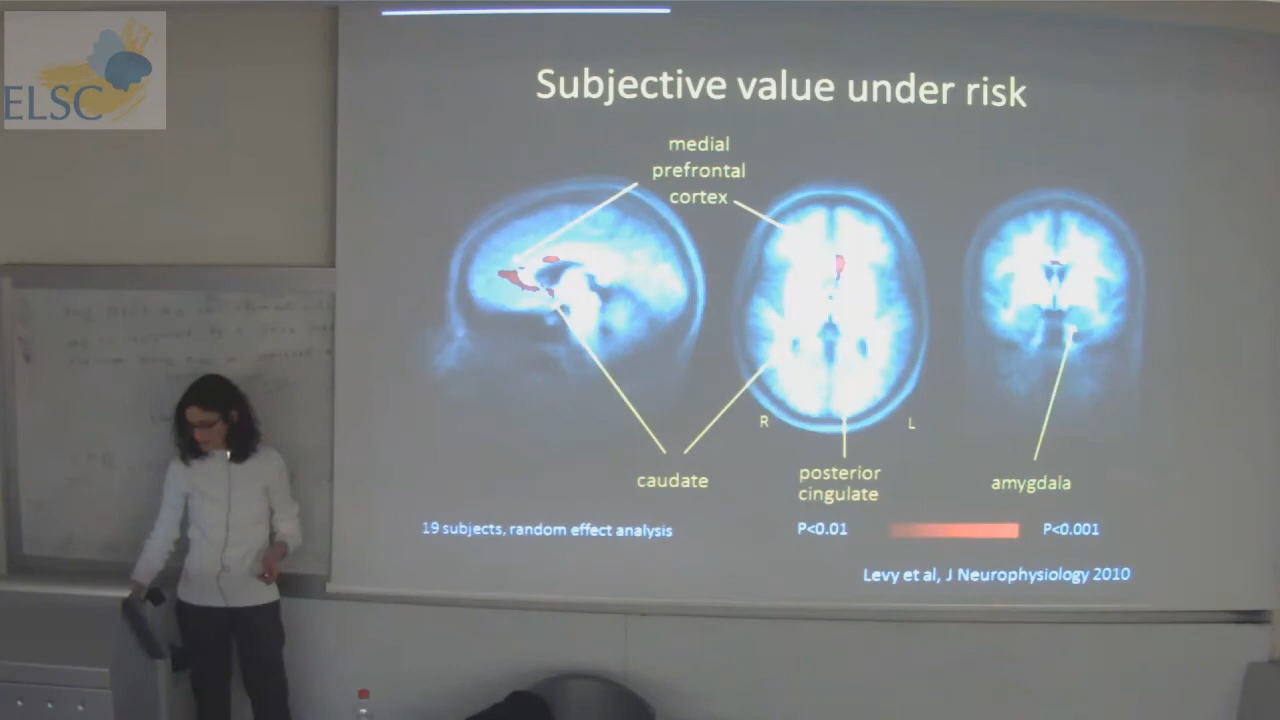 ELSC
Subjective value under risk
medial
prefrontal
cortex
R
L
caudate
posterior
cingulate
amygdala
19 subjects, random effect analysis
P<0.01
P<0.001
Levy et al, J Neurophysiology 2010